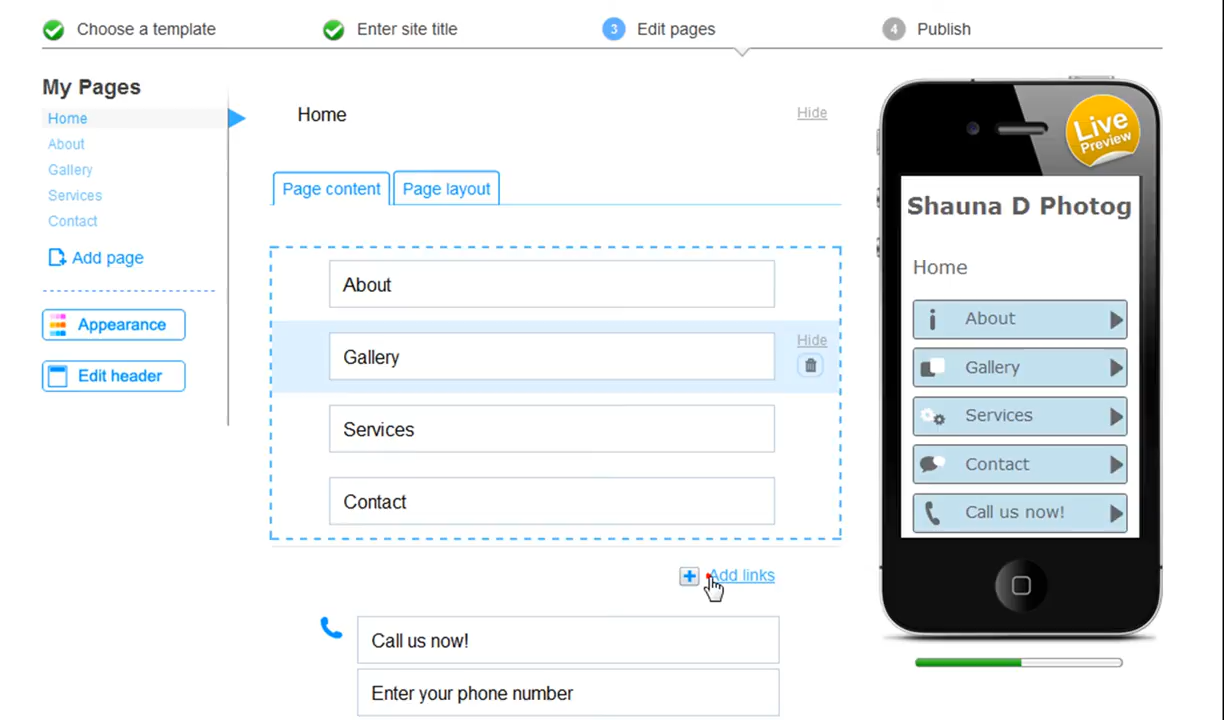 Choose a template
Enter site title
3 Edit pages
4 Publish
My Pages
Home
About
Gallery
Services
Contact
Add page
Appearance
Edit header
Home
Hide
Page content
Page layout
About
Gallery
Hide
Services
Contact
Add links
Call us now!
Enter your phone number
Live
Preview
Shauna D Photog
Home
About
Gallery
Services
Contact
Call us now!